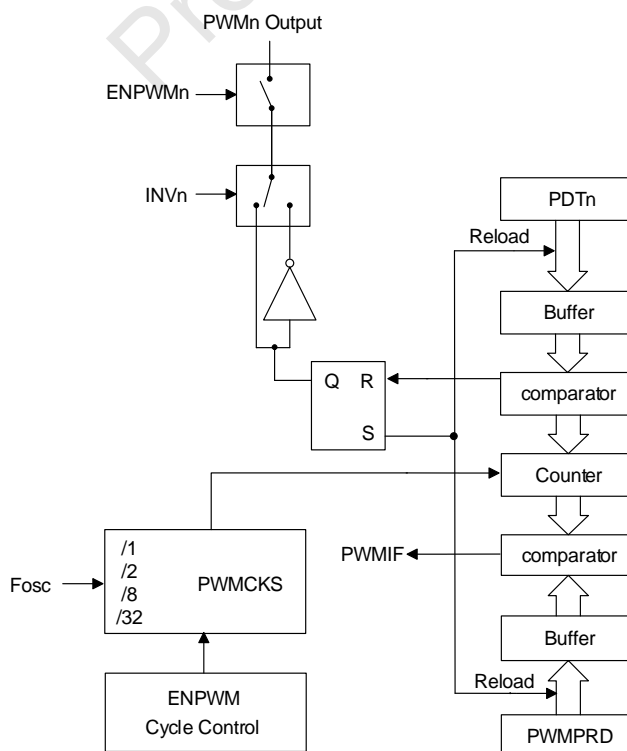 PWMn Output
ENPWMn
INVn
PDTn
Reload
Buffer
Q R
S
comparator
Counter
/1
/2
/8
/32
PWMCKS
Fosc
PWMIF
comparator
Buffer
ENPWM
Cycle Control
Reload
PWMPRD